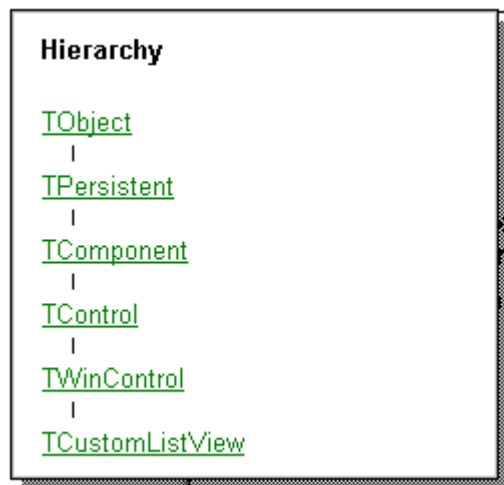 Hierarchy
TObject
|
TPersistent
|
TComponent
|
TControl
|
TWinControl
|
TCustomListView